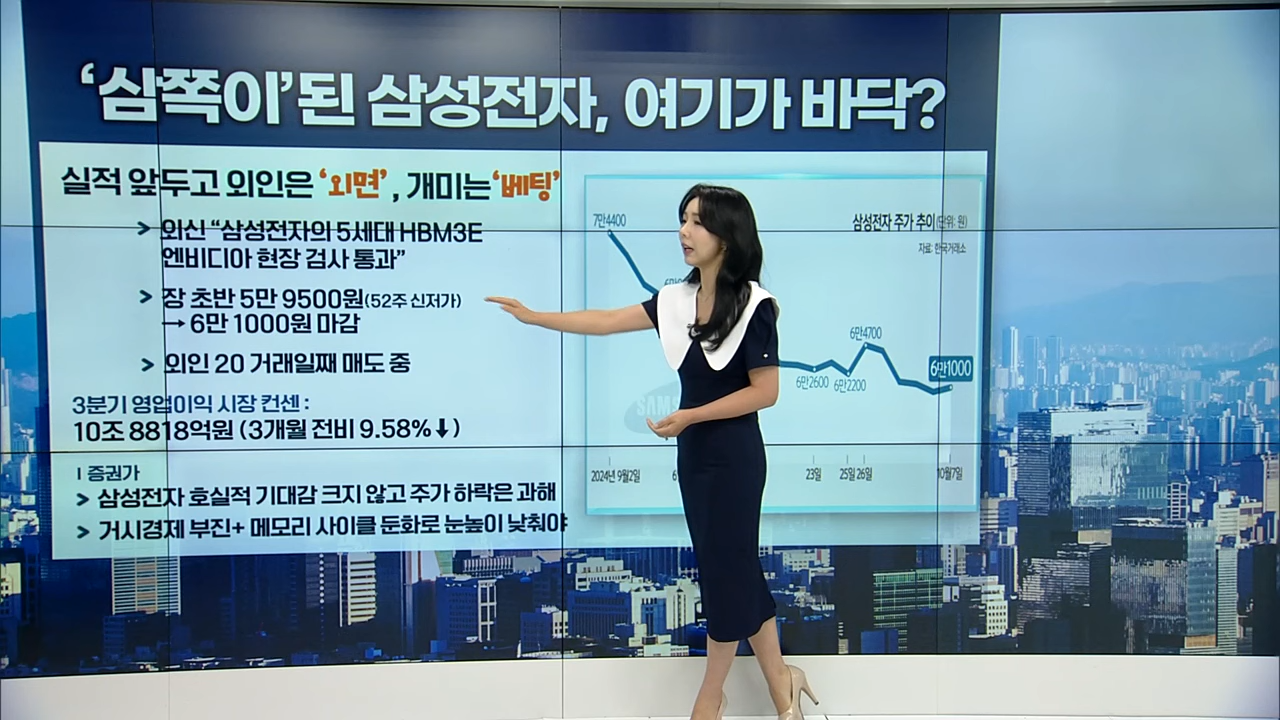 ‘삼쪽이’된 삼성전자, 여기가 바닥?
실적 앞두고 외인은 ‘외면’, 개미는 ‘베팅’
> 외신 “삼성전자의 5세대 HBM3E
엔비디아 현장 검사 통과”
> 장 초반 5만 9500원(52주 신저가)
→ 6만 1000원 마감
> 외인 20 거래일째 매도 중
3분기 영업이익 시장 컨센 :
10조 8818억원 (3개월 전비 9.58%⬇)
I 증권가
> 삼성전자 호실적 기대감 크지 않고 주가 하락은 과해
> 거시경제 부진+ 메모리 사이클 둔화로 눈높이 낮춰야
삼성전자 주가 추이 (단위: 원)
자료: 한국거래소
7만4400
6만4700
6만2600
6만2200
6만1000
2024년 9월2일
23일
25일
26일
10월7일